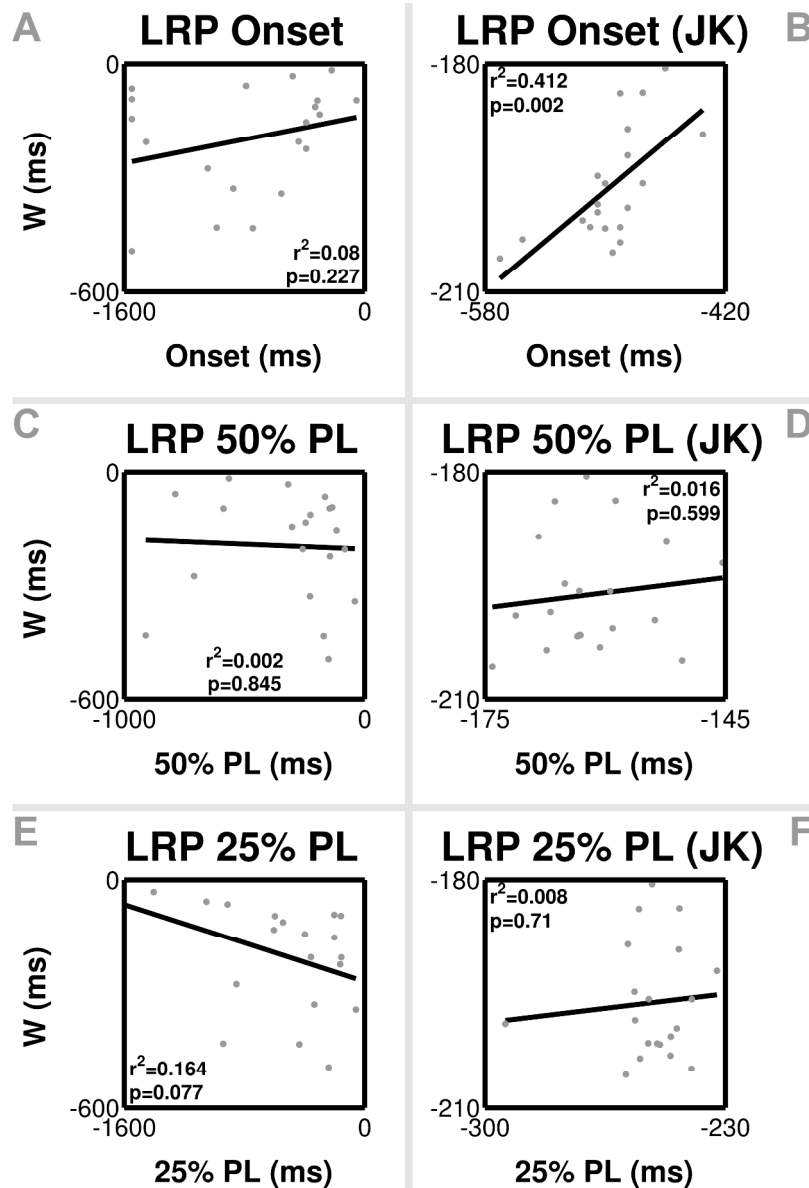 A
LRP Onset
0
W (ms)
r²=0.08
p=0.227
-600
-1600
0
Onset (ms)
B
LRP Onset (JK)
-180
r²=0.412
p=0.002
-210
-580
-420
Onset (ms)
C
LRP 50% PL
0
W (ms)
r²=0.002
p=0.845
-600
-1000
0
50% PL (ms)
D
LRP 50% PL (JK)
-180
r²=0.016
p=0.599
-210
-175
-145
50% PL (ms)
E
LRP 25% PL
0
W (ms)
r²=0.164
p=0.077
-600
-1600
0
25% PL (ms)
F
LRP 25% PL (JK)
-180
r²=0.008
p=0.71
-210
-300
-230
25% PL (ms)